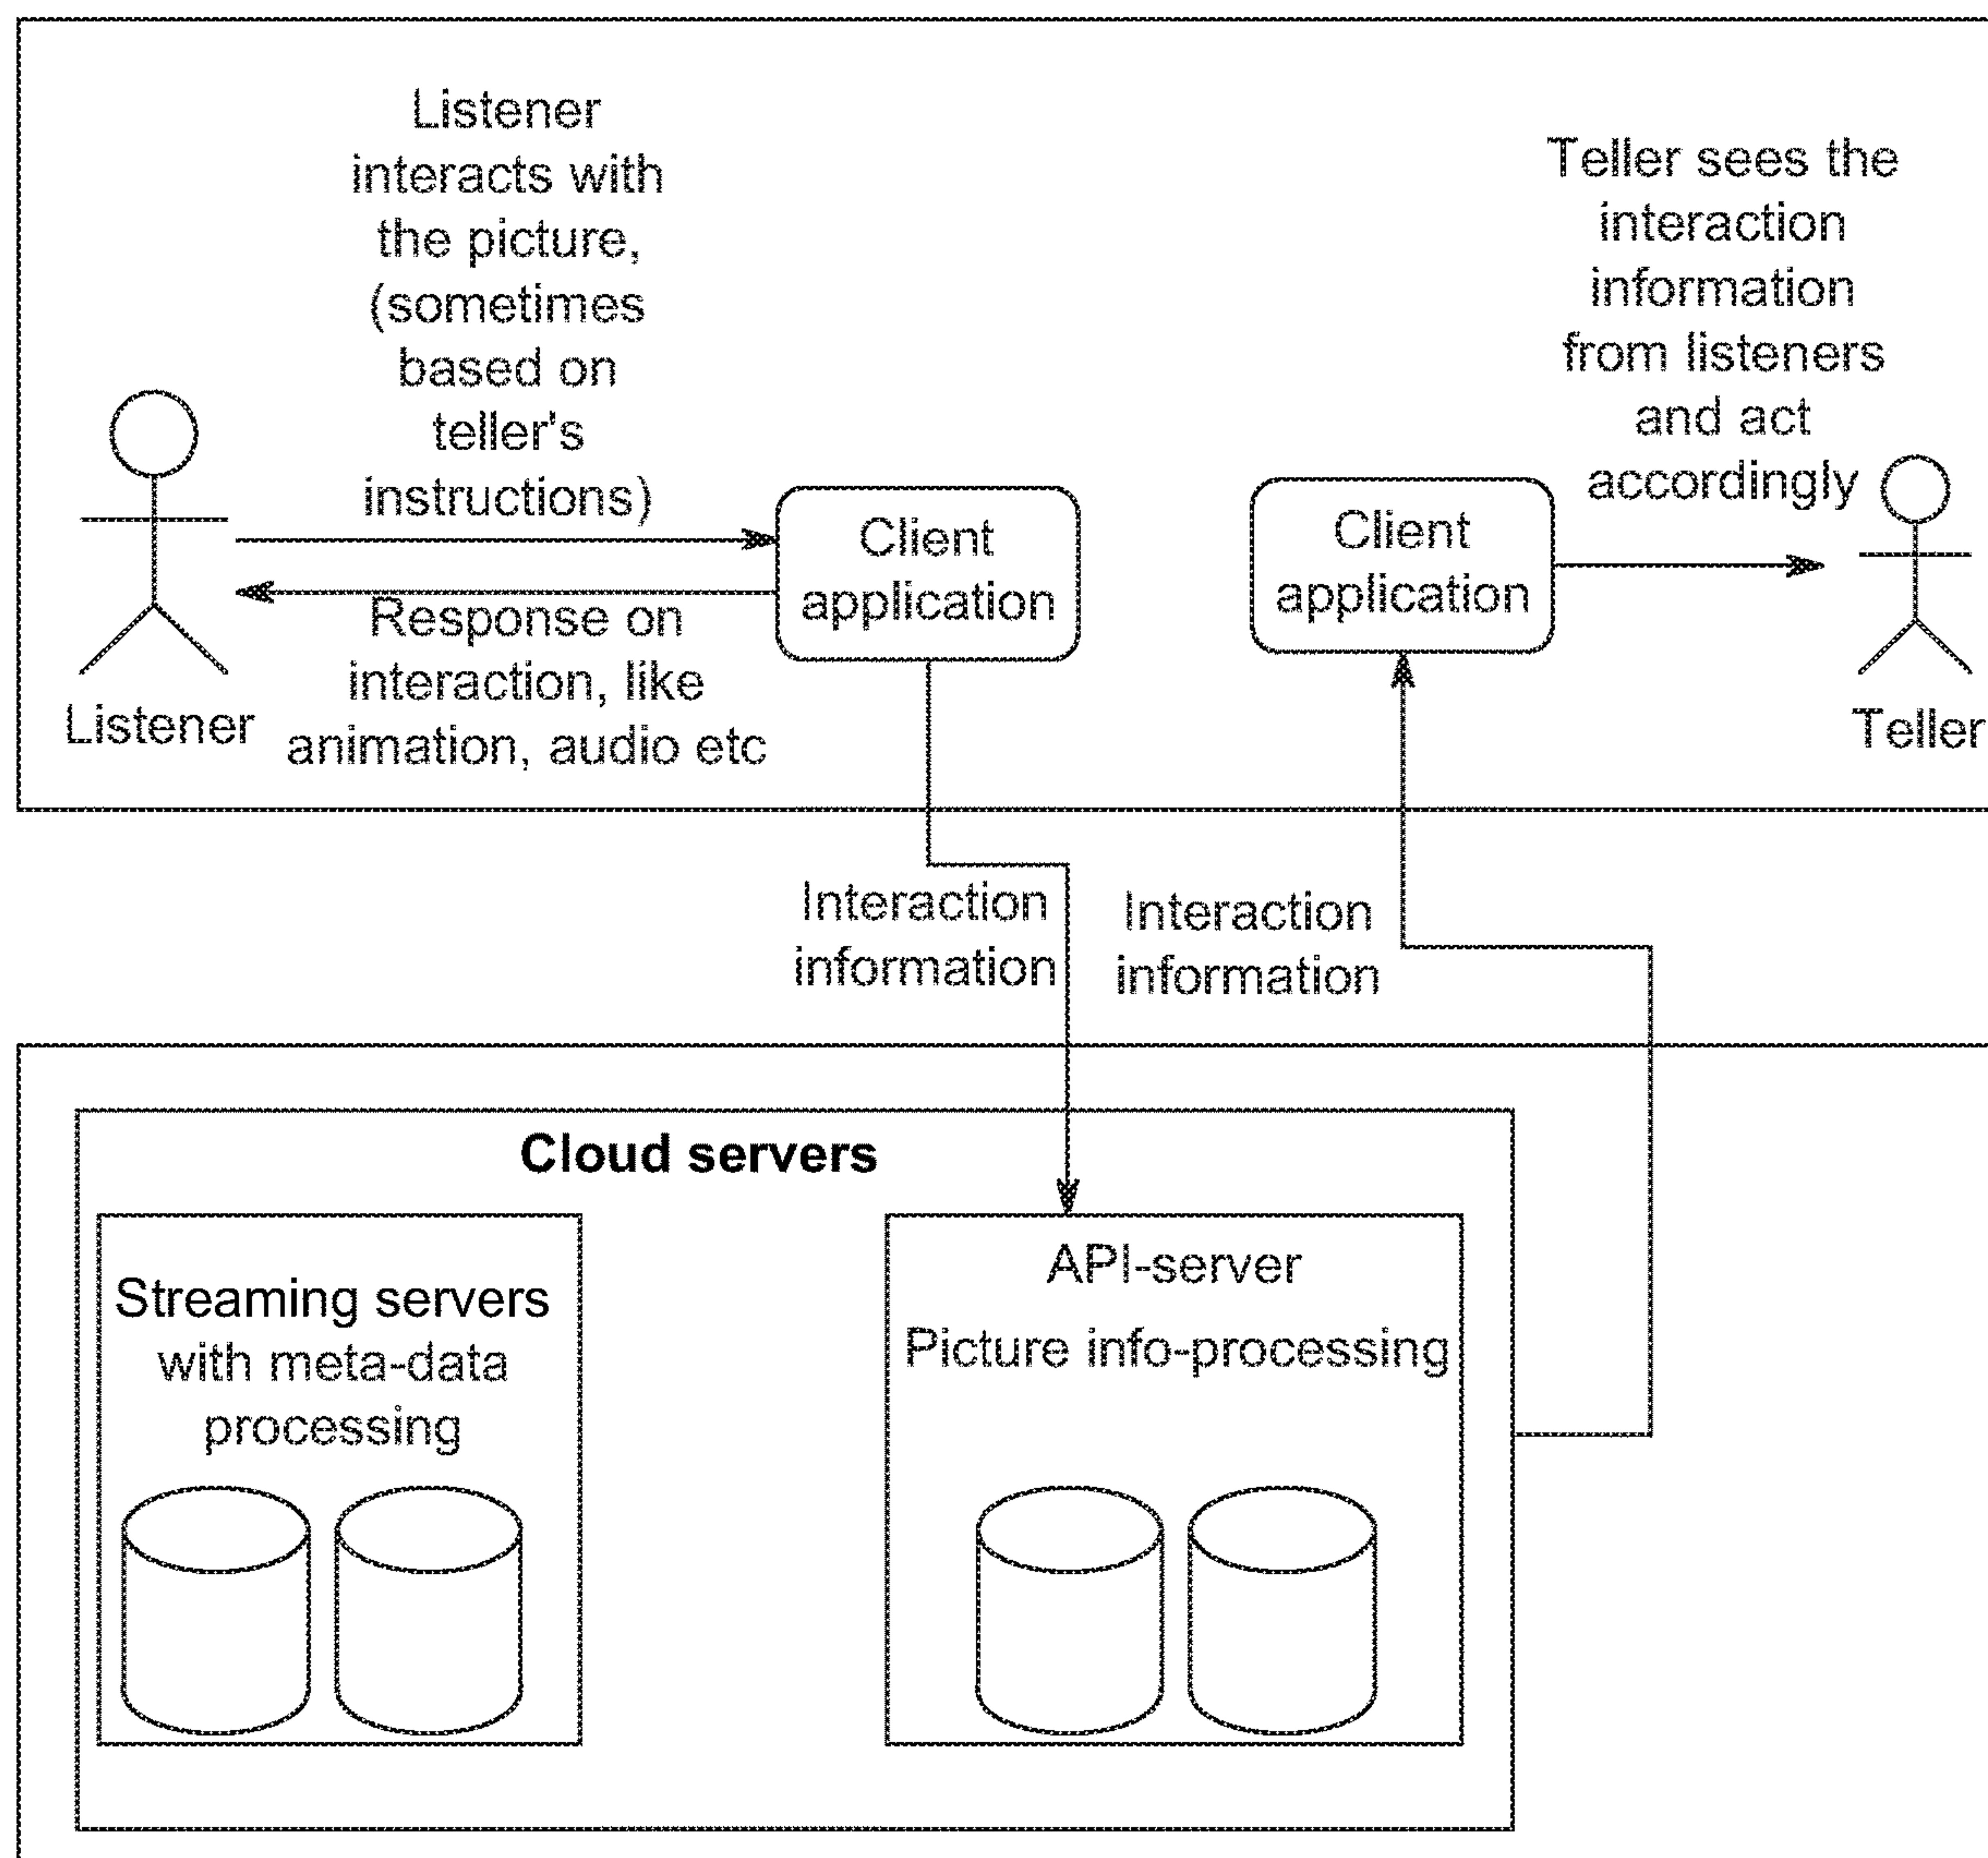 Listener
interacts with
the picture,
(sometimes
based on
teller's
instructions)
Teller sees the
interaction
information
from listeners
and act
accordingly
Client
application
Client
application
Response on
interaction, like
animation, audio etc
Listener
Teller
Interaction
information
Interaction
information
Cloud servers
Streaming servers
with meta-data
processing
API-server
Picture info-processing